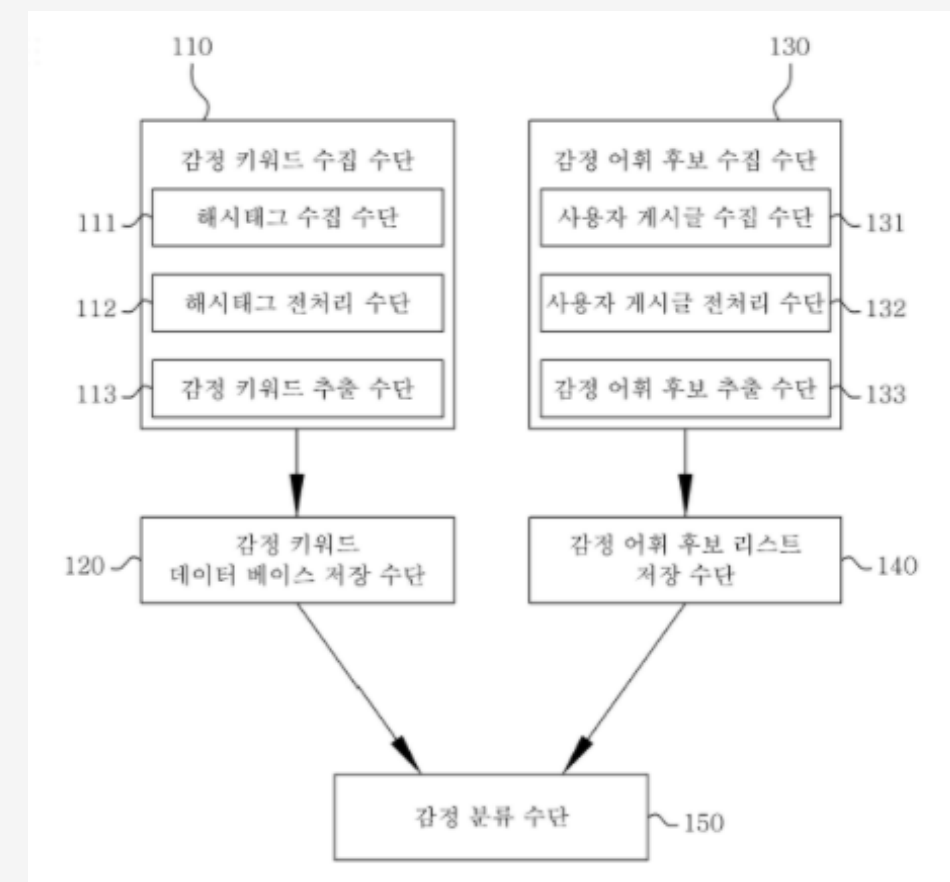 110
130
감정 키워드 수집 수단
감정 어휘 후보 수집 수단
111
해시태그 수집 수단
사용자 게시글 수집 수단
131
112
해시태그 전처리 수단
사용자 게시글 전처리 수단
132
113
감정 키워드 추출 수단
감정 어휘 후보 추출 수단
133
120
감정 키워드
데이터 베이스 저장 수단
감정 어휘 후보 리스트
저장 수단
140
감정 분류 수단
150